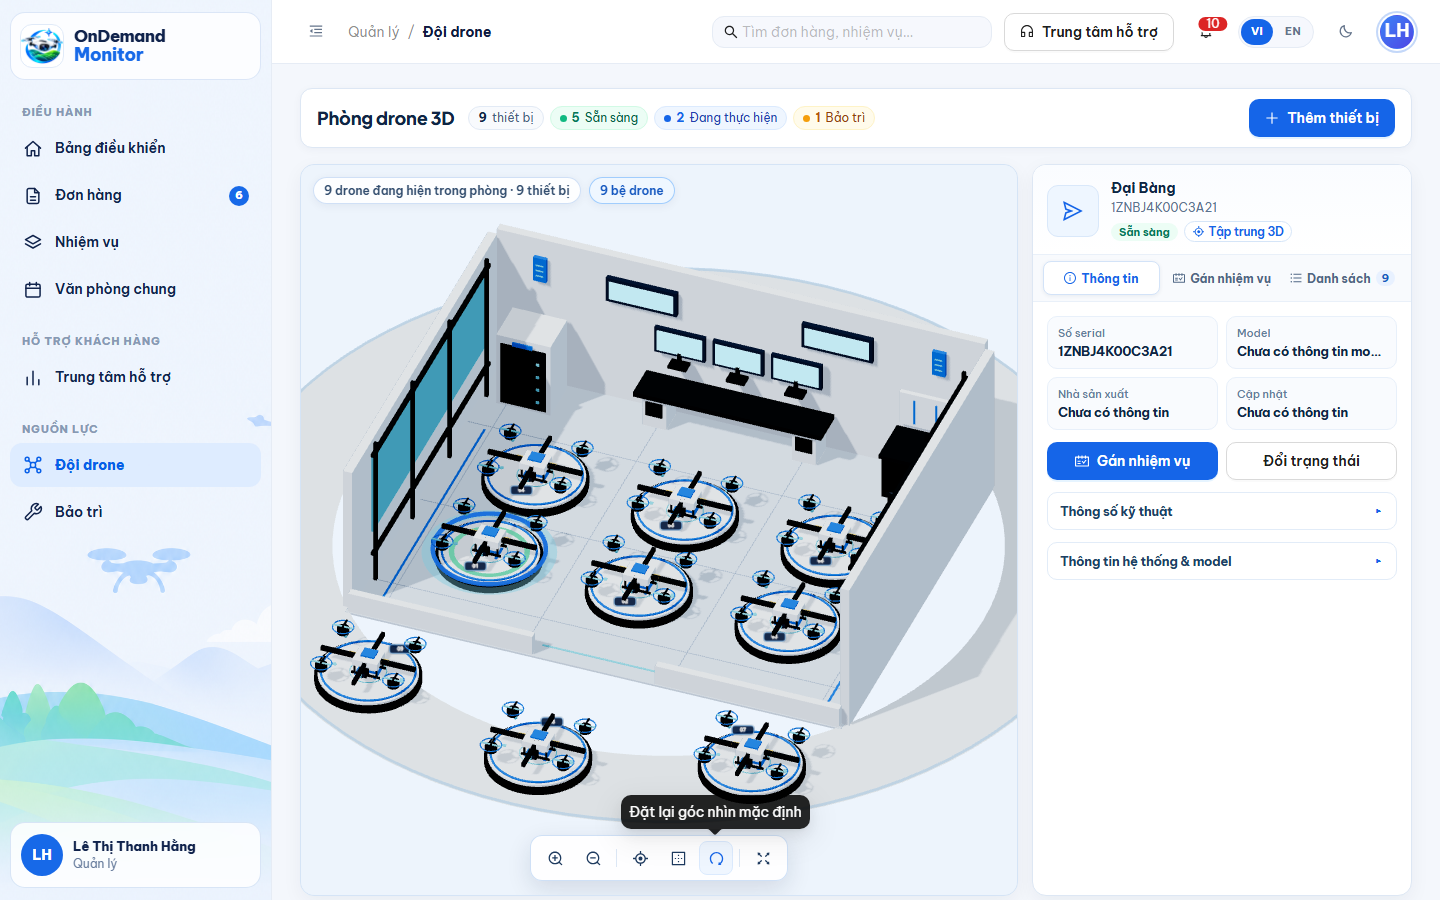 OnDemand
Monitor
ĐIỀU HÀNH
Bảng điều khiển
Đơn hàng
6
Nhiệm vụ
Văn phòng chung
HỖ TRỢ KHÁCH HÀNG
Trung tâm hỗ trợ
NGUỒN LỰC
Đội drone
Bảo trì
LH
Lê Thị Thanh Hằng
Quản lý
Quản lý / Đội drone
Tìm đơn hàng, nhiệm vụ...
Trung tâm hỗ trợ
10
VI
EN
LH
Phòng drone 3D
9 thiết bị
5 Sẵn sàng
2 Đang thực hiện
1 Bảo trì
Thêm thiết bị
9 drone đang hiện trong phòng · 9 thiết bị
9 bệ drone
Đặt lại góc nhìn mặc định
Đại Bàng
1ZNBJ4K00C3A21
Sẵn sàng
Tập trung 3D
Thông tin
Gán nhiệm vụ
Danh sách 9
Số serial
1ZNBJ4K00C3A21
Model
Chưa có thông tin mo...
Nhà sản xuất
Chưa có thông tin
Cập nhật
Chưa có thông tin
Gán nhiệm vụ
Đổi trạng thái
Thông số kỹ thuật
Thông tin hệ thống & model